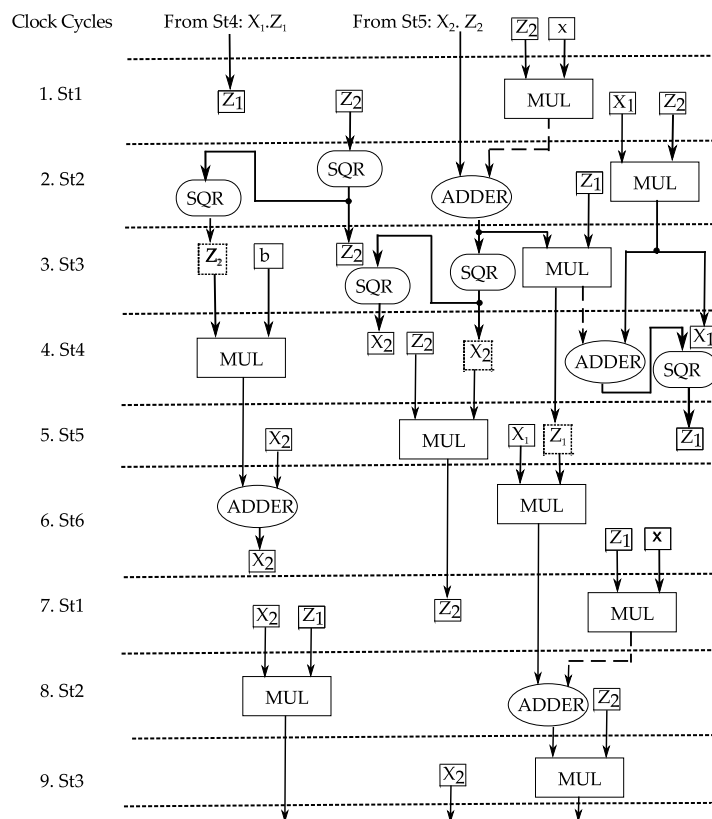 Clock Cycles
From St4: X₁.Z₁
From St5: X₂. Z₂
Z₂
x
1. St1
Z₁
Z₂
MUL
X₁
Z₂
2. St2
SQR
SQR
ADDER
Z₁
MUL
3. St3
Z₂
b
Z₂
SQR
SQR
MUL
4. St4
MUL
X₂
Z₂
X₂
ADDER
X₁
SQR
5. St5
X₂
MUL
X₁
Z₁
Z₁
6. St6
ADDER
X₂
MUL
Z₁
x
7. St1
X₂
Z₁
Z₂
MUL
8. St2
MUL
ADDER
Z₂
9. St3
X₂
MUL